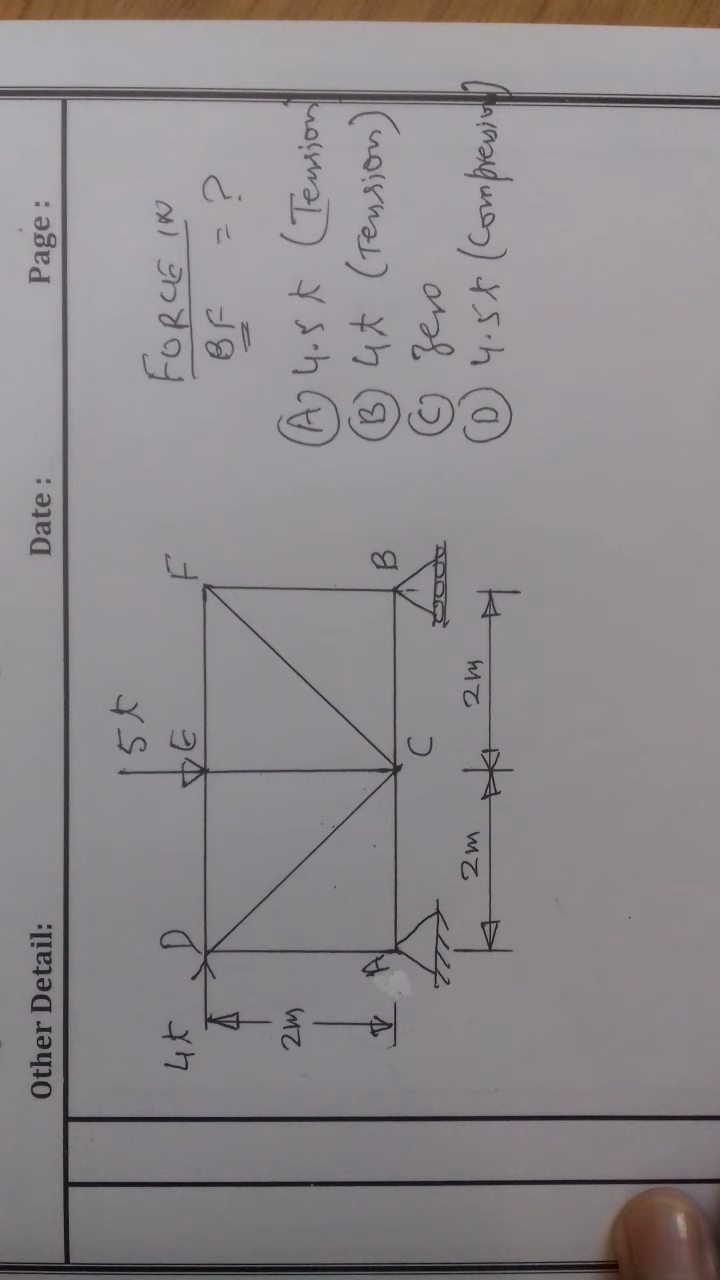 Other Detail:
Date :
Page :
FORCE IN
BF = ?
(A) 4.5t (Tension)
(B) 4t (Tension)
(C) Zero
(D) 4.5t (Compressive)
5t
4t
D
E
F
2m
A
C
B
2m
2m